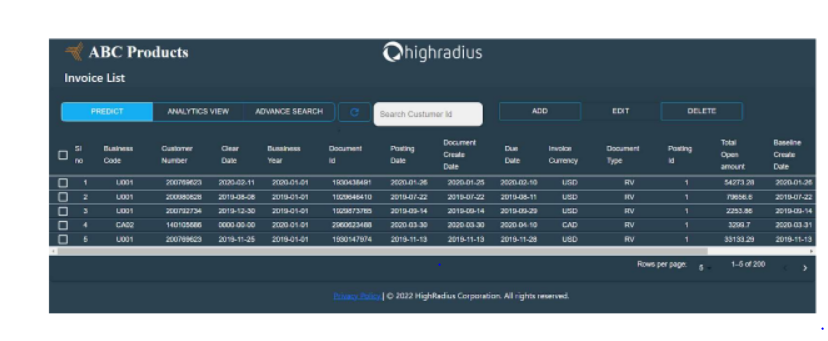 ABC Products highradius
Invoice List
PREDICT ANALYTICS VIEW ADVANCE SEARCH Search Customer Id ADD EDIT DELETE
Sl no Business Code Customer Number Clear Date Bussiness Year Document Id Posting Date Document Create Date Due Date Invoice Currency Document Type Posting id Total Open amount Baseline Create Date
1 U001 200769623 2020-02-11 2020-01-01 1930438491 2020-01-26 2020-01-25 2020-02-10 USD RV 1 54273.28 2020-01-26
2 U001 200980828 2019-08-08 2019-01-01 1929646410 2019-07-22 2019-07-22 2019-08-11 USD RV 1 79656.6 2019-07-22
3 U001 200792734 2019-12-30 2019-01-01 1929873765 2019-09-14 2019-09-14 2019-09-29 USD RV 1 2253.86 2019-09-14
4 CA02 140105686 0000-00-00 2020-01-01 2960623488 2020-03-30 2020-03-30 2020-04-10 CAD RV 1 3299.7 2020-03-31
5 U001 200769623 2019-11-25 2019-01-01 1930147974 2019-11-13 2019-11-13 2019-11-28 USD RV 1 33133.29 2019-11-13
Rows per page: 5 1–5 of 200
Privacy Policy | © 2022 HighRadius Corporation. All rights reserved.